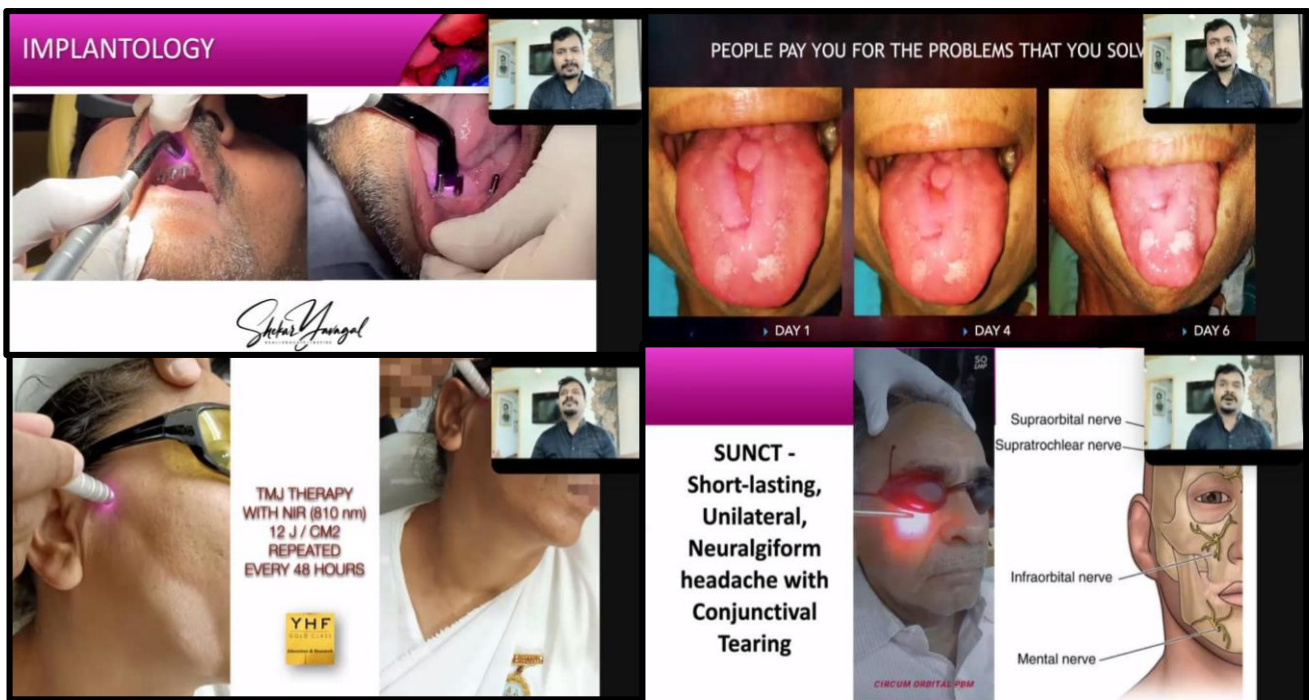 IMPLANTOLOGY
Shekar Yavagal
PEOPLE PAY YOU FOR THE PROBLEMS THAT YOU SOLV
DAY 1
DAY 4
DAY 6
TMJ THERAPY
WITH NIR (810 nm)
12 J / CM2
REPEATED
EVERY 48 HOURS
YHF
GOLD CLASS
Education & Research
SUNCT -
Short-lasting,
Unilateral,
Neuralgiform
headache with
Conjunctival
Tearing
CIRCUM ORBITAL PBM
Supraorbital nerve
Supratrochlear nerve
Infraorbital nerve
Mental nerve